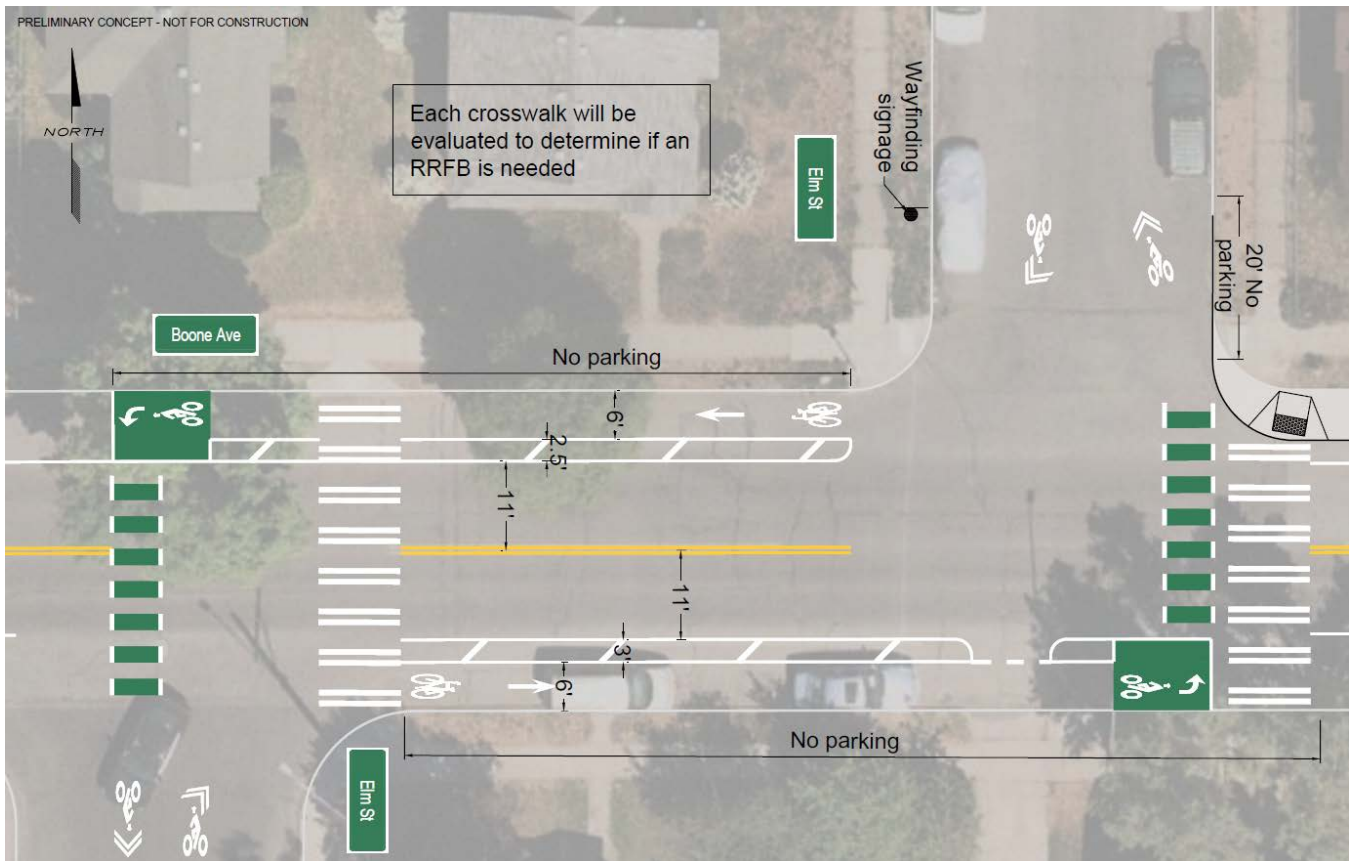 PRELIMINARY CONCEPT - NOT FOR CONSTRUCTION
NORTH
Each crosswalk will be
evaluated to determine if an
RRFB is needed
Elm St
Wayfinding
signage
20' No
parking
Boone Ave
No parking
6'
2.5'
11'
11'
3'
6'
No parking
Elm St